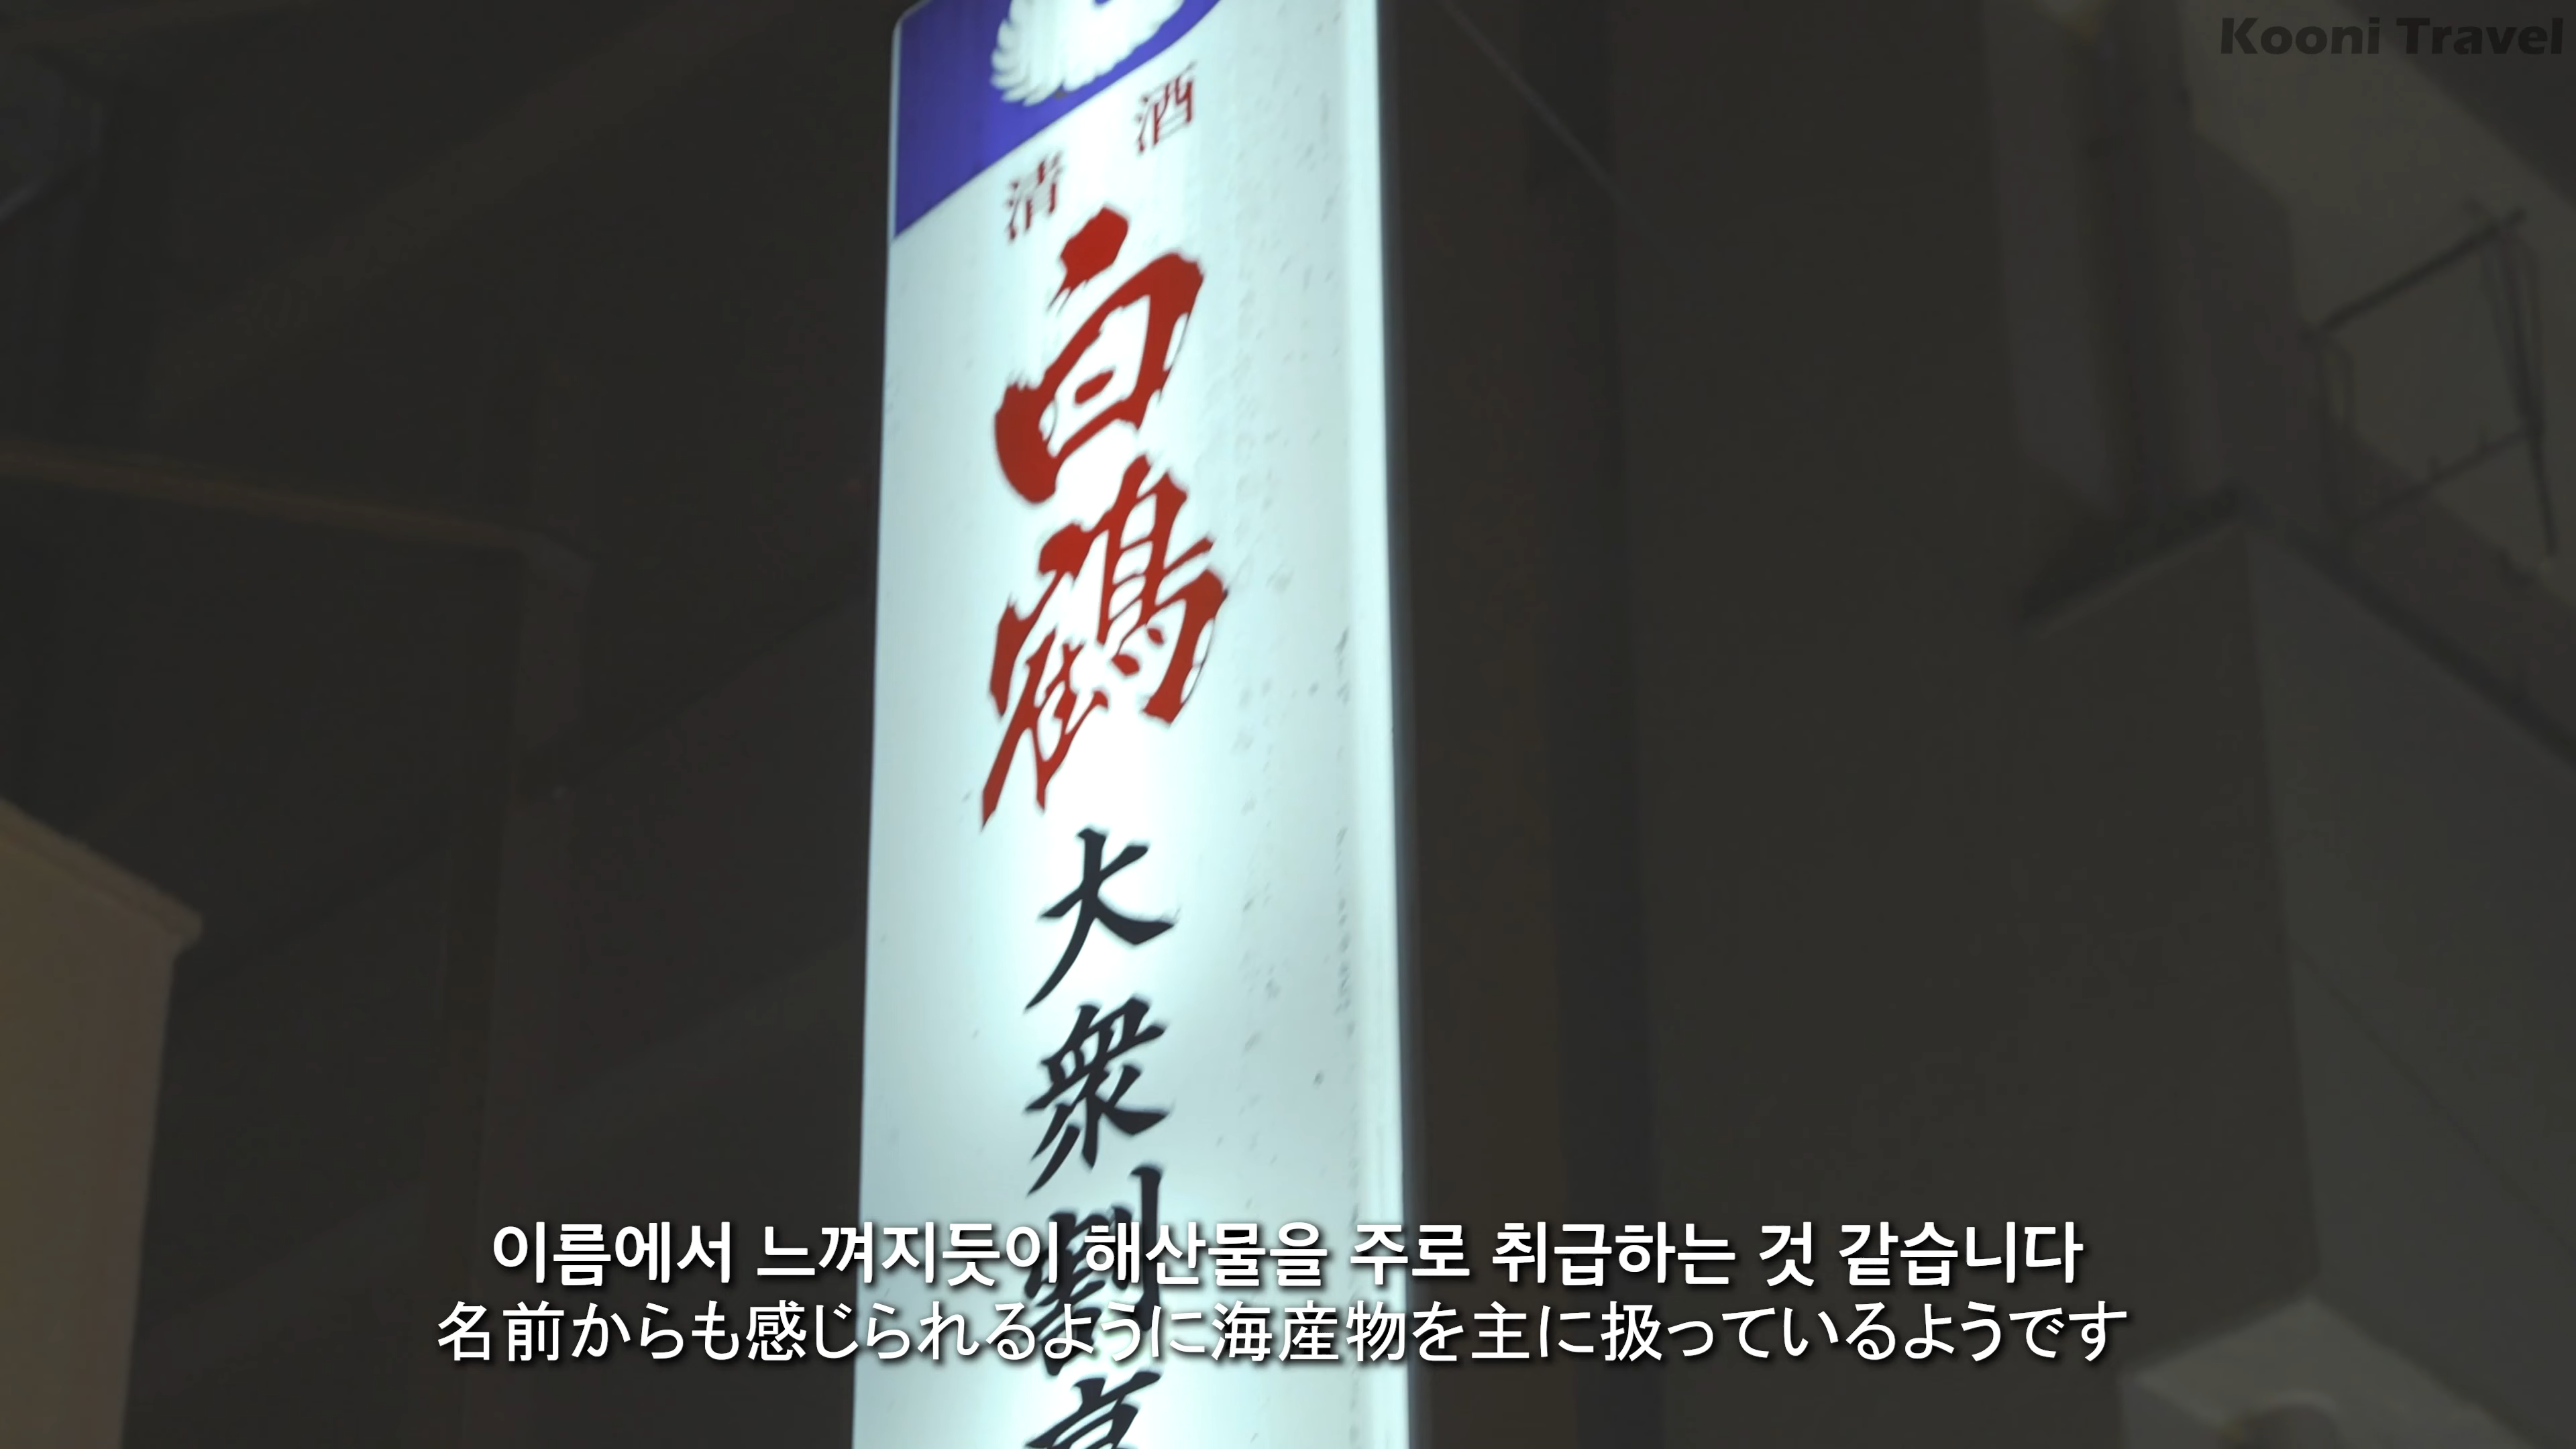 Kooni Travel
清酒
白鶴
大衆割烹
이름에서 느껴지듯이 해산물을 주로 취급하는 것 같습니다
名前からも感じられるように海産物を主に扱っているようです